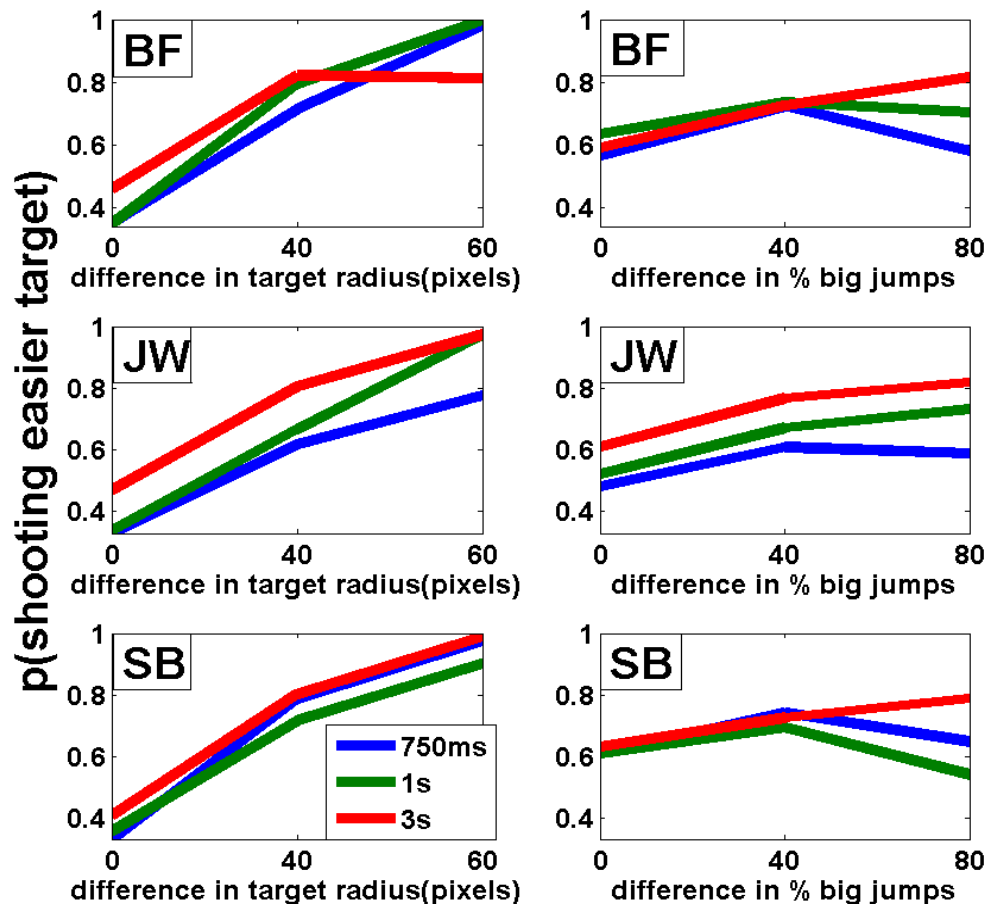 p(shooting easier target)
BF
1
0.8
0.6
0.4
0 40 60
difference in target radius(pixels)
BF
1
0.8
0.6
0.4
0 40 80
difference in % big jumps
JW
1
0.8
0.6
0.4
0 40 60
difference in target radius(pixels)
JW
1
0.8
0.6
0.4
0 40 80
difference in % big jumps
SB
1
0.8
0.6
0.4
750ms
1s
3s
0 40 60
difference in target radius(pixels)
SB
1
0.8
0.6
0.4
0 40 80
difference in % big jumps